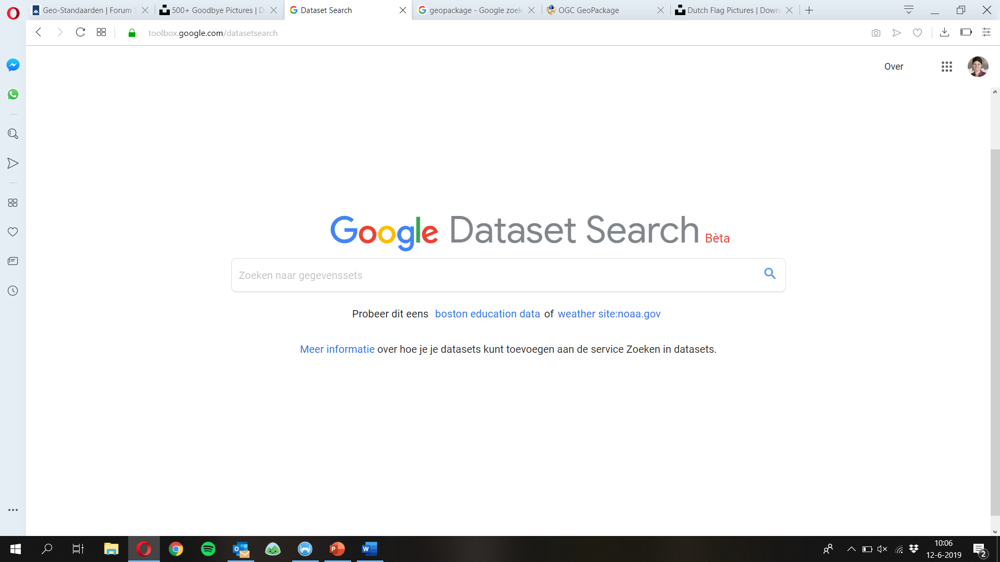 Geo-Standaarden | Forum S
500+ Goodbye Pictures | D
Dataset Search
geopackage - Google zoek
OGC GeoPackage
Dutch Flag Pictures | Down
toolbox.google.com/datasetsearch
Over
Google Dataset Search Bèta
Zoeken naar gegevenssets
Probeer dit eens boston education data of weather site:noaa.gov
Meer informatie over hoe je je datasets kunt toevoegen aan de service Zoeken in datasets.
10:06
12-6-2019
2